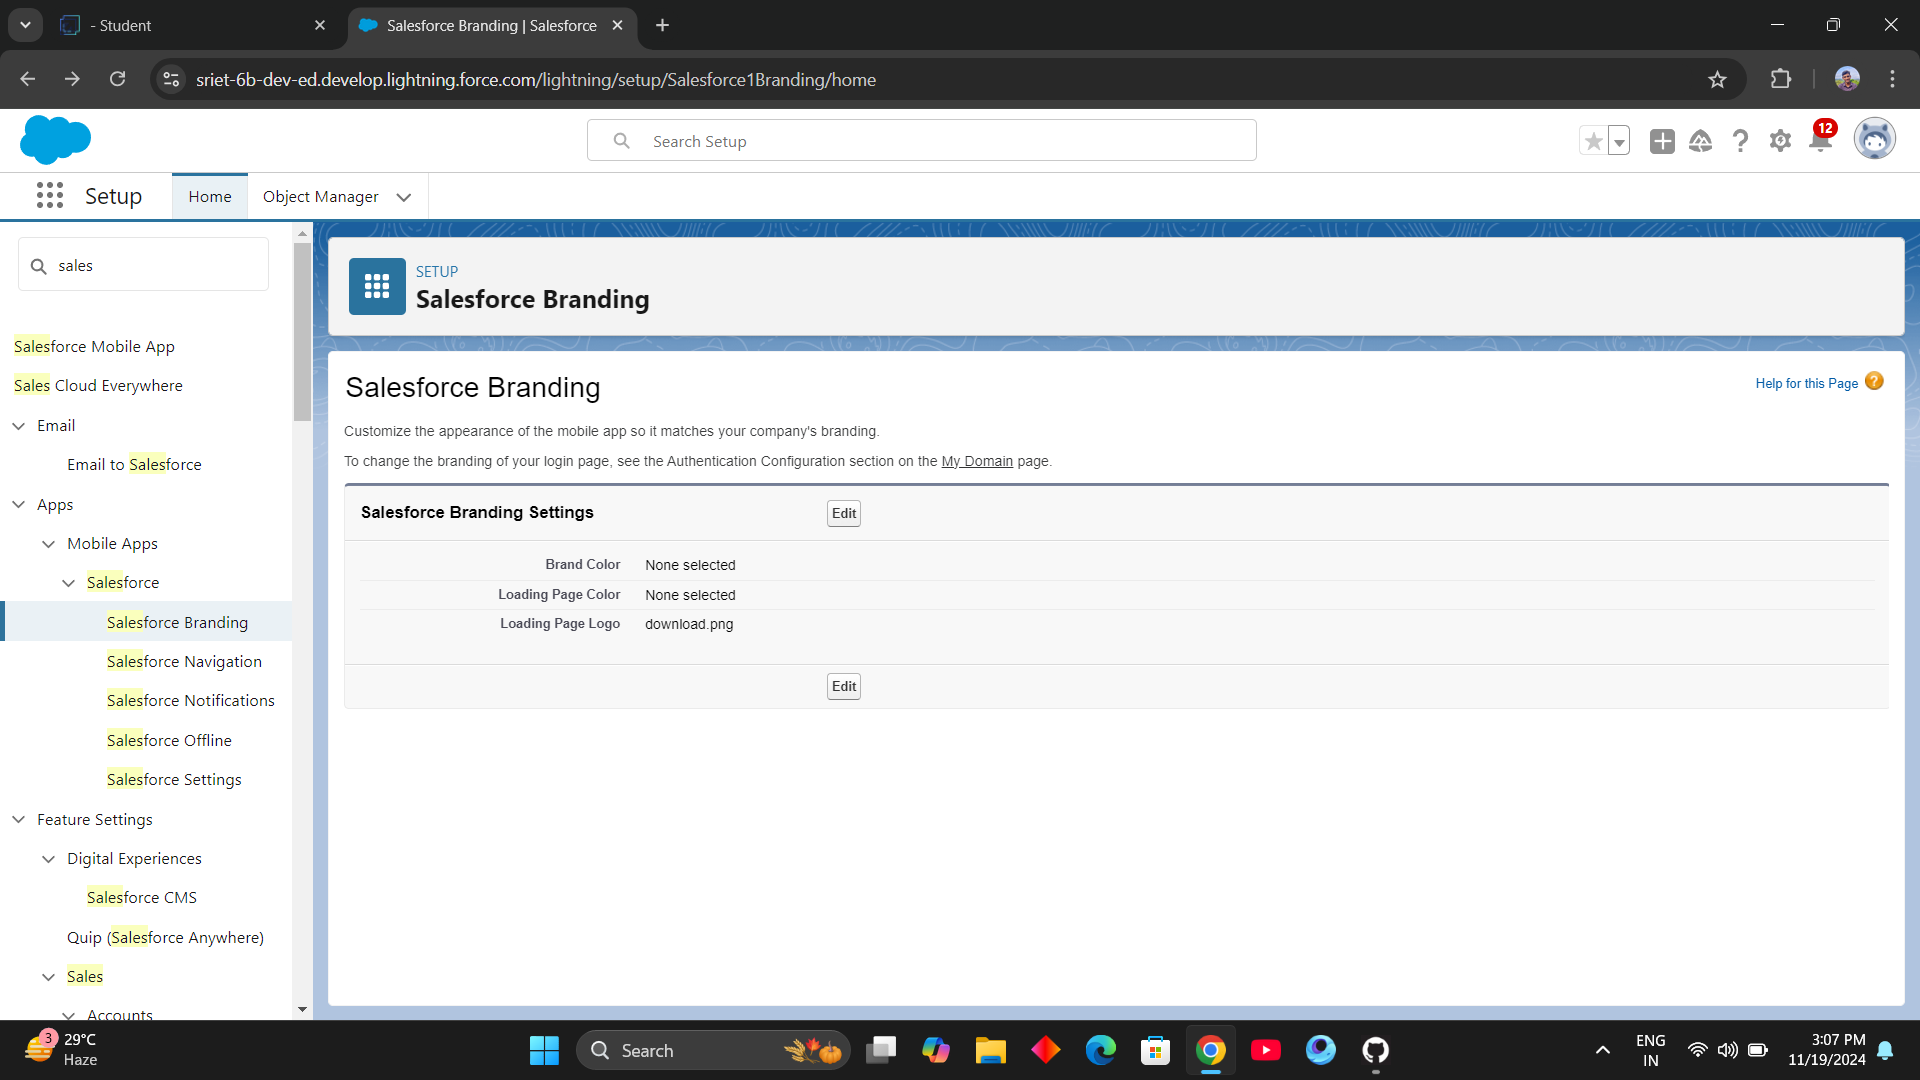 - Student
Salesforce Branding | Salesforce
sriet-6b-dev-ed.develop.lightning.force.com/lightning/setup/Salesforce1Branding/home
Search Setup
12
Setup
Home
Object Manager
sales
Salesforce Mobile App
Sales Cloud Everywhere
Email
Email to Salesforce
Apps
Mobile Apps
Salesforce
Salesforce Branding
Salesforce Navigation
Salesforce Notifications
Salesforce Offline
Salesforce Settings
Feature Settings
Digital Experiences
Salesforce CMS
Quip (Salesforce Anywhere)
Sales
Accounts
SETUP
Salesforce Branding
Salesforce Branding
Help for this Page ?
Customize the appearance of the mobile app so it matches your company's branding.
To change the branding of your login page, see the Authentication Configuration section on the My Domain page.
Salesforce Branding Settings
Edit
Brand Color None selected
Loading Page Color None selected
Loading Page Logo download.png
Edit
3
29°C
Haze
Search
ENG
IN
3:07 PM
11/19/2024